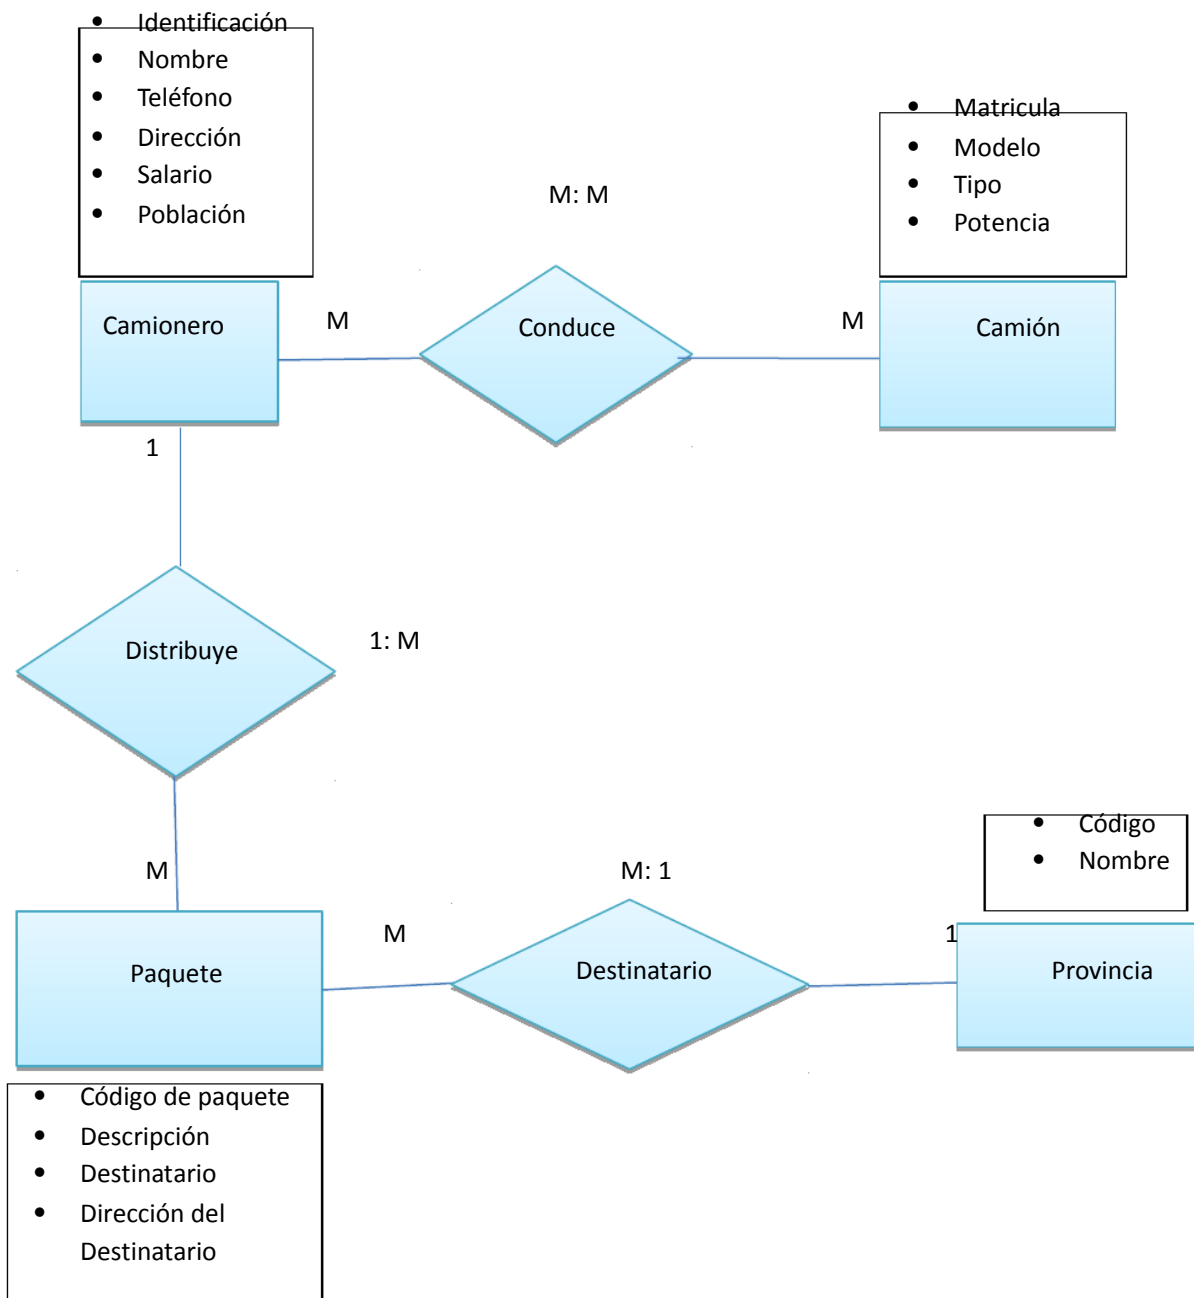 • Identificación
• Nombre
• Teléfono
• Dirección
• Salario
• Población
• Matricula
• Modelo
• Tipo
• Potencia
M: M
Camionero
M
Conduce
M
Camión
1
Distribuye
1: M
M
• Código
• Nombre
M: 1
M
1
Paquete
Destinatario
Provincia
• Código de paquete
• Descripción
• Destinatario
• Dirección del
Destinatario